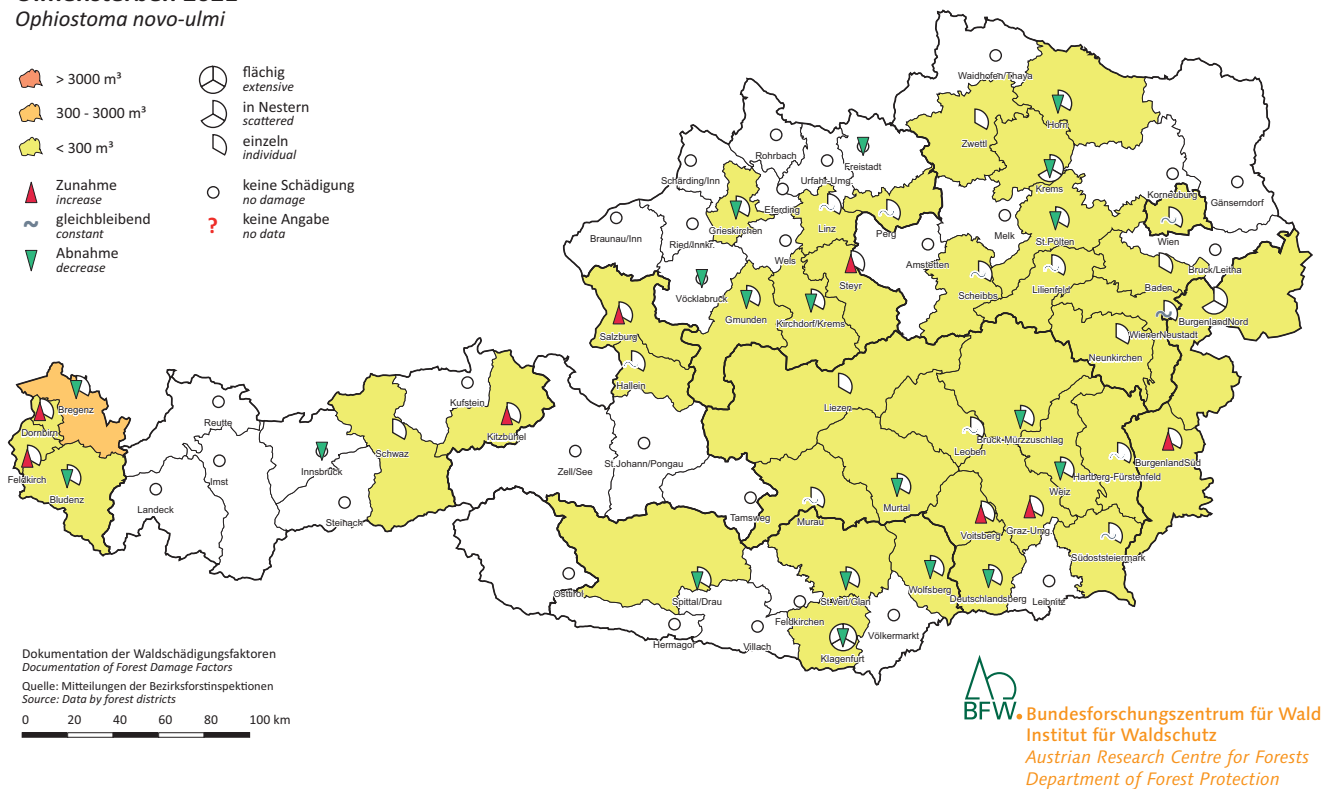 Ophiostoma novo-ulmi
> 3000 m³
300 - 3000 m³
< 300 m³
Zunahme
increase
gleichbleibend
constant
Abnahme
decrease
flächig
extensive
in Nestern
scattered
einzeln
individual
keine Schädigung
no damage
?
keine Angabe
no data
Waidhofen/Thaya
Horn
Zwettl
Krems
Korneuburg
Gänserndorf
Rohrbach
Freistadt
Schärding/Inn
Urfahr-Umg.
Eferding
Grieskirchen
Linz
Perg
Braunau/Inn
Ried/Innkr.
Wels
Melk
St.Pölten
Wien
Bruck/Leitha
Amstetten
Steyr
Scheibbs
Lilienfeld
Baden
Vöcklabruck
Gmunden
Kirchdorf/Krems
BurgenlandNord
WienerNeustadt
Salzburg
Neunkirchen
Hallein
Liezen
Kufstein
Kitzbühel
Bregenz
Dornbirn
Reutte
Schwaz
Feldkirch
Bludenz
Imst
Innsbruck
Landeck
Steinach
Zell/See
St.Johann/Pongau
Tamsweg
Murau
Murtal
Leoben
Bruck-Mürzzuschlag
Weiz
Hartberg-Fürstenfeld
BurgenlandSüd
Voitsberg
Graz-Umg.
Südoststeiermark
Osttirol
Spittal/Drau
St.Veit/Glan
Wolfsberg
Deutschlandsberg
Leibnitz
Feldkirchen
Hermagor
Villach
Klagenfurt
Völkermarkt
Dokumentation der Waldschädigungsfaktoren
Documentation of Forest Damage Factors
Quelle: Mitteilungen der Bezirksforstinspektionen
Source: Data by forest districts
0 20 40 60 80 100 km
BFW.
Bundesforschungszentrum für Wald
Institut für Waldschutz
Austrian Research Centre for Forests
Department of Forest Protection